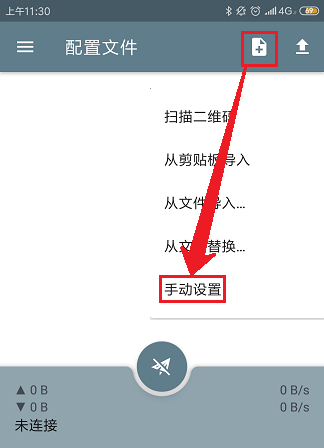 上午11:30 4G 69
配置文件
扫描二维码
从剪贴板导入
从文件导入...
从文 替换...
手动设置
▲ 0 B 0 B/s
▼ 0 B 0 B/s
未连接